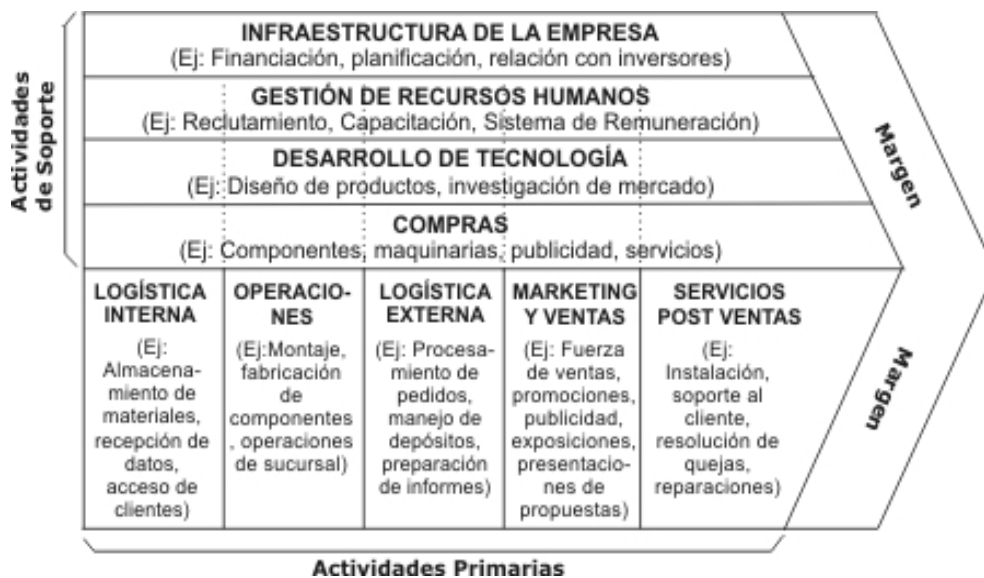 Actividades
de Soporte
INFRAESTRUCTURA DE LA EMPRESA
(Ej: Financiación, planificación, relación con inversores)
GESTIÓN DE RECURSOS HUMANOS
(Ej: Reclutamiento, Capacitación, Sistema de Remuneración)
DESARROLLO DE TECNOLOGÍA
(Ej: Diseño de productos, investigación de mercado)
COMPRAS
(Ej: Componentes, maquinarias, publicidad, servicios)
Margen
LOGÍSTICA
INTERNA
(Ej:
Almacena-
miento de
materiales,
recepción de
datos,
acceso de
clientes)
OPERACIO-
NES
(Ej:Montaje,
fabricación
de
componentes
, operaciones
de sucursal)
LOGÍSTICA
EXTERNA
(Ej: Procesa-
miento de
pedidos,
manejo de
depósitos,
preparación
de informes)
MARKETING
Y VENTAS
(Ej: Fuerza
de ventas,
promociones,
publicidad,
exposiciones,
presentacio-
nes de
propuestas)
SERVICIOS
POST VENTAS
(Ej:
Instalación,
soporte al
cliente,
resolución de
quejas,
reparaciones)
Margen
Actividades Primarias